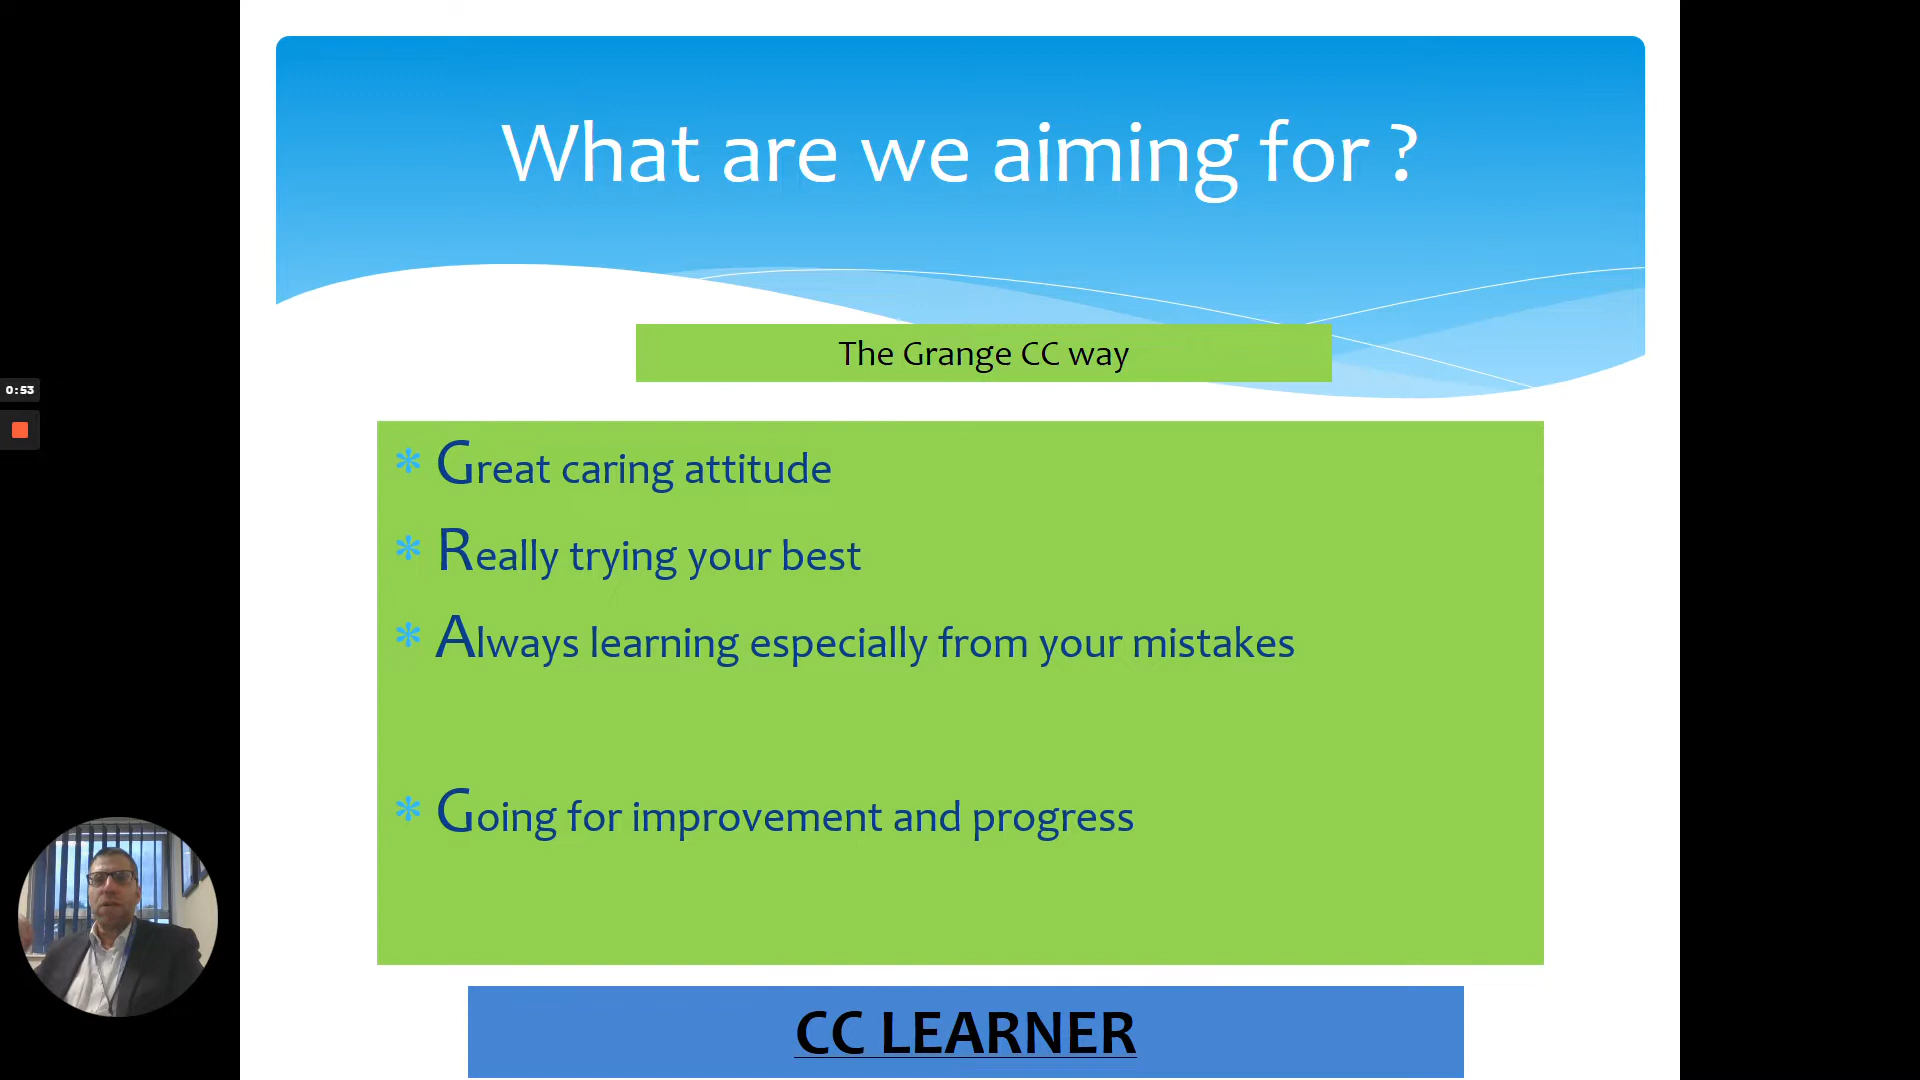 What are we aiming for ?
The Grange CC way
0:53
* Great caring attitude
* Really trying your best
* Always learning especially from your mistakes
* Going for improvement and progress
CC LEARNER